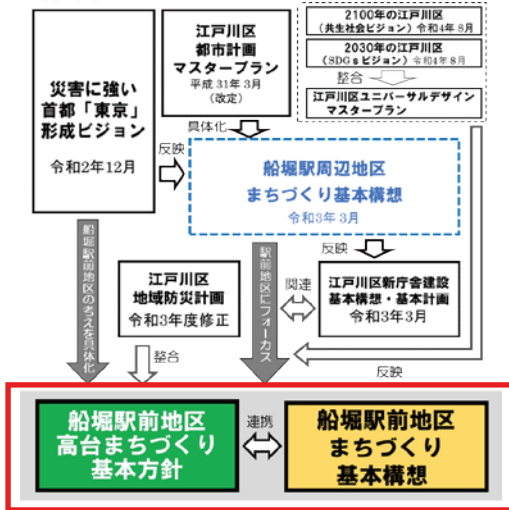 災害に強い
首都「東京」
形成ビジョン
令和2年12月
江戸川区
都市計画
マスタープラン
平成31年3月
(改定)
2100年の江戸川区
(共生社会ビジョン) 令和4年8月
2030年の江戸川区
(SDGsビジョン) 令和4年8月
整合
江戸川区ユニバーサルデザイン
マスタープラン
具体化
反映
船堀駅周辺地区
まちづくり基本構想
令和3年3月
反映
船堀駅前地区の考えを具体化
江戸川区
地域防災計画
令和3年度修正
駅前地区にフォーカス
関連
江戸川区新庁舎建設
基本構想・基本計画
令和3年3月
整合
反映
船堀駅前地区
高台まちづくり
基本方針
連携
船堀駅前地区
まちづくり
基本構想